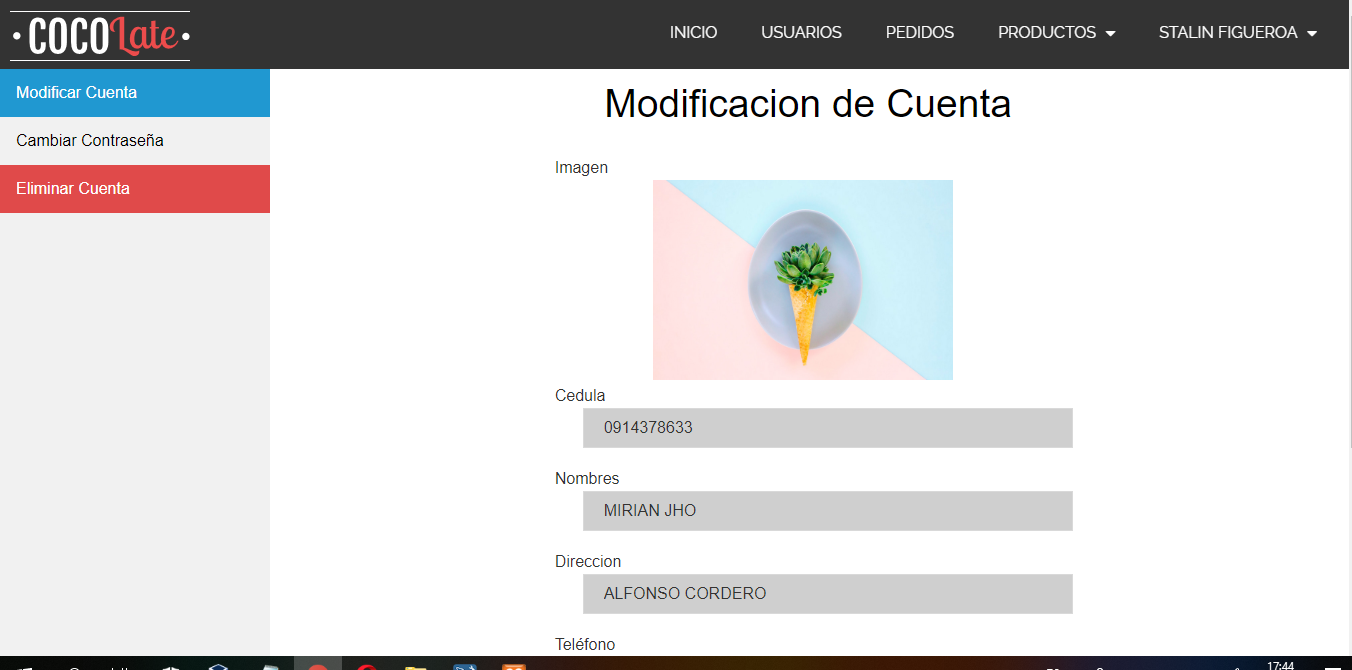 COCOLate
INICIO USUARIOS PEDIDOS PRODUCTOS STALIN FIGUEROA
Modificar Cuenta
Cambiar Contraseña
Eliminar Cuenta
Modificacion de Cuenta
Imagen
Cedula
0914378633
Nombres
MIRIAN JHO
Direccion
ALFONSO CORDERO
Teléfono
17:44